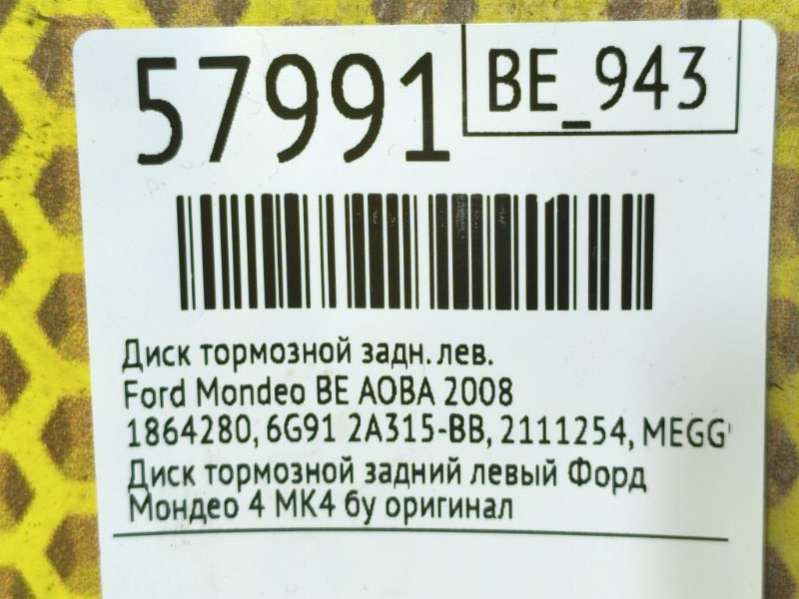 57991
BE_943
Диск тормозной задн. лев.
Ford Mondeo BE AOBA 2008
1864280, 6G91 2A315-BB, 2111254, MEGG
Диск тормозной задний левый Форд
Мондео 4 МК4 бу оригинал